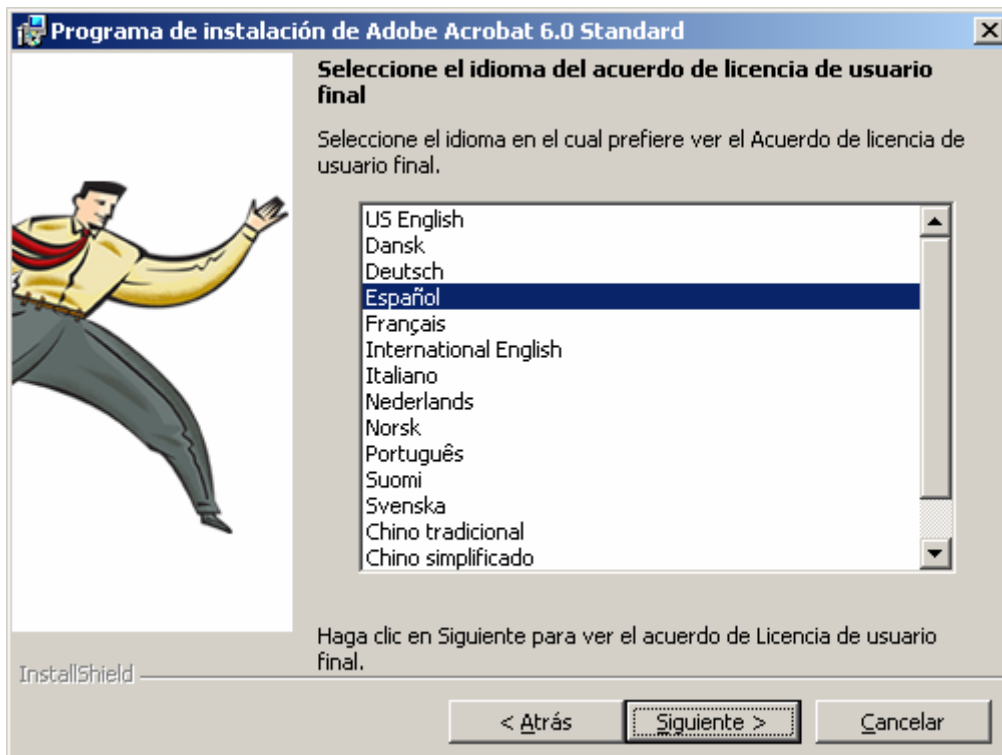 Programa de instalación de Adobe Acrobat 6.0 Standard
Seleccione el idioma del acuerdo de licencia de usuario
final
Seleccione el idioma en el cual prefiere ver el Acuerdo de licencia de
usuario final.
US English
Dansk
Deutsch
Español
Français
International English
Italiano
Nederlands
Norsk
Português
Suomi
Svenska
Chino tradicional
Chino simplificado
Haga clic en Siguiente para ver el acuerdo de Licencia de usuario
final.
InstallShield
< Atrás
Siguiente >
Cancelar